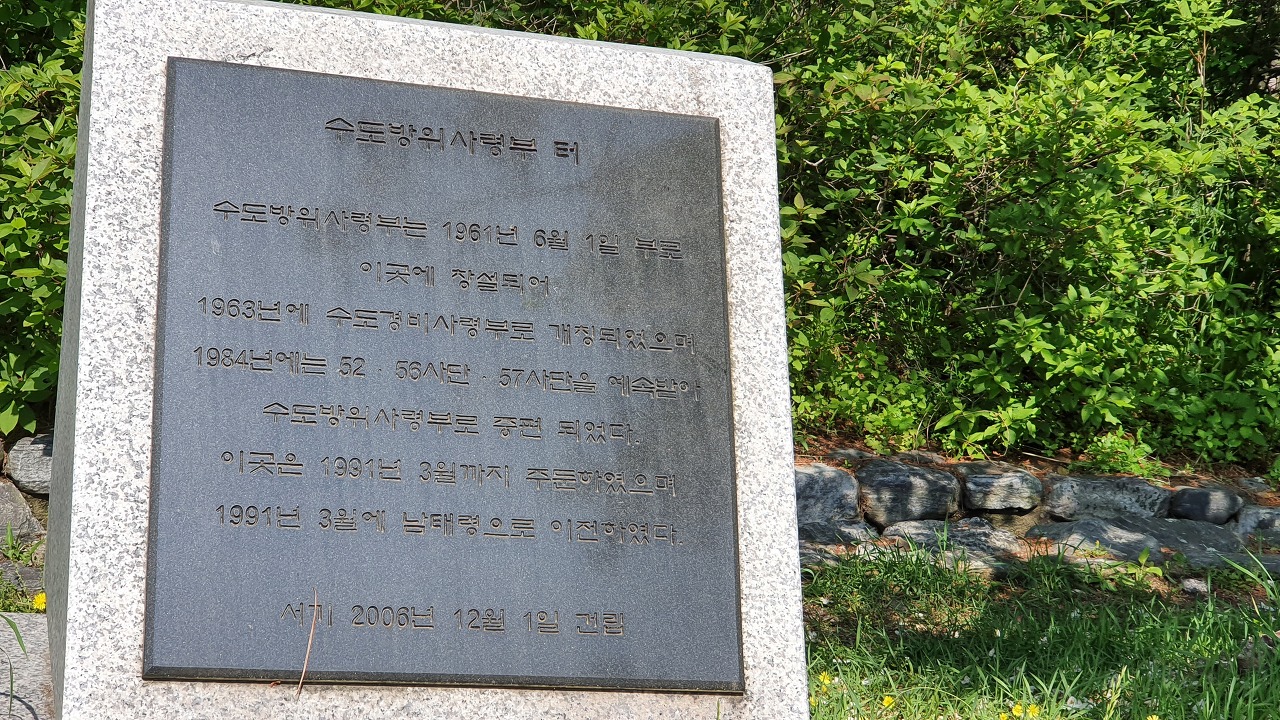 수도방위사령부 터
수도방위사령부는 1961년 6월 1일 부로
이곳에 창설되어
1963년에 수도경비사령부로 개칭되었으며
1984년에는 52 · 56사단 · 57사단을 예속받아
수도방위사령부로 증편 되었다.
이곳은 1991년 3월까지 주둔하였으며
1991년 3월에 남태령으로 이전하였다.
서기 2006년 12월 1일 건립